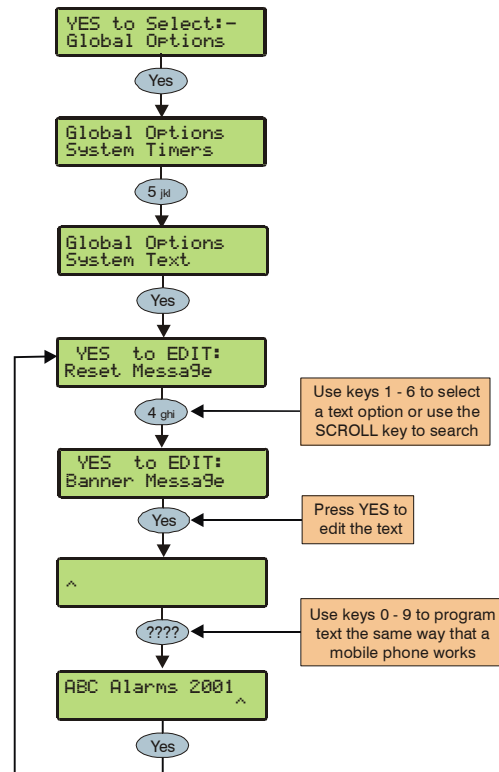 YES to Select:-
Global Options
Yes
Global Options
System Timers
5 jkl
Global Options
System Text
Yes
YES to EDIT:
Reset Message
4 ghi
Use keys 1 - 6 to select
a text option or use the
SCROLL key to search
YES to EDIT:
Banner Message
Yes
Press YES to
edit the text
^
????
Use keys 0 - 9 to program
text the same way that a
mobile phone works
ABC Alarms 2001
^
Yes